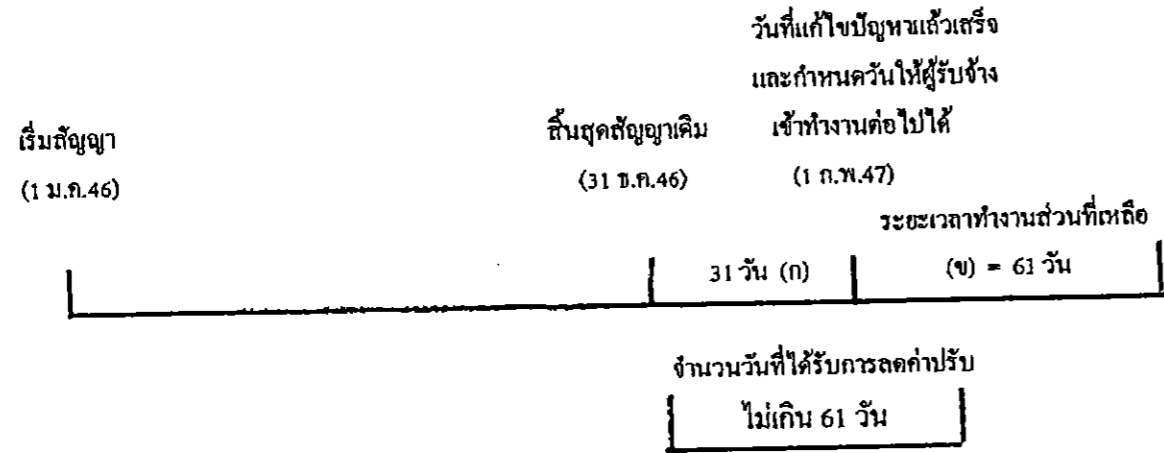 วันที่แก้ไขปัญหาแล้วเสร็จ
และกำหนดวันให้ผู้รับจ้าง
เริ่มสัญญา
สิ้นสุดสัญญาเดิม
เข้าทำงานต่อไปได้
(1 ม.ค.46)
(31 ธ.ค.46)
(1 ก.พ.47)
ระยะเวลาทำงานส่วนที่เหลือ
31 วัน (ก)
(ข) = 61 วัน
จำนวนวันที่ได้รับการลดค่าปรับ
ไม่เกิน 61 วัน